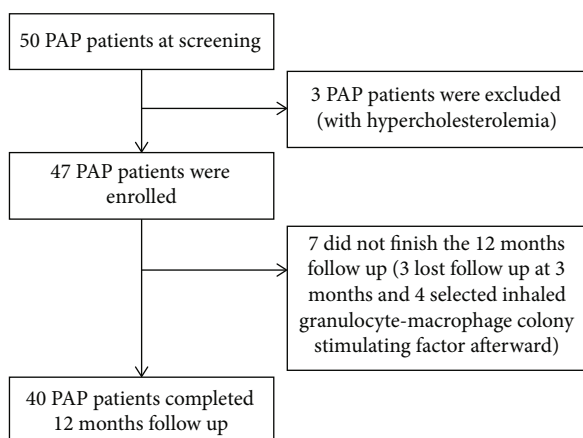 50 PAP patients at screening
3 PAP patients were excluded
(with hypercholesterolemia)
47 PAP patients were
enrolled
7 did not finish the 12 months
follow up (3 lost follow up at 3
months and 4 selected inhaled
granulocyte-macrophage colony
stimulating factor afterward)
40 PAP patients completed
12 months follow up